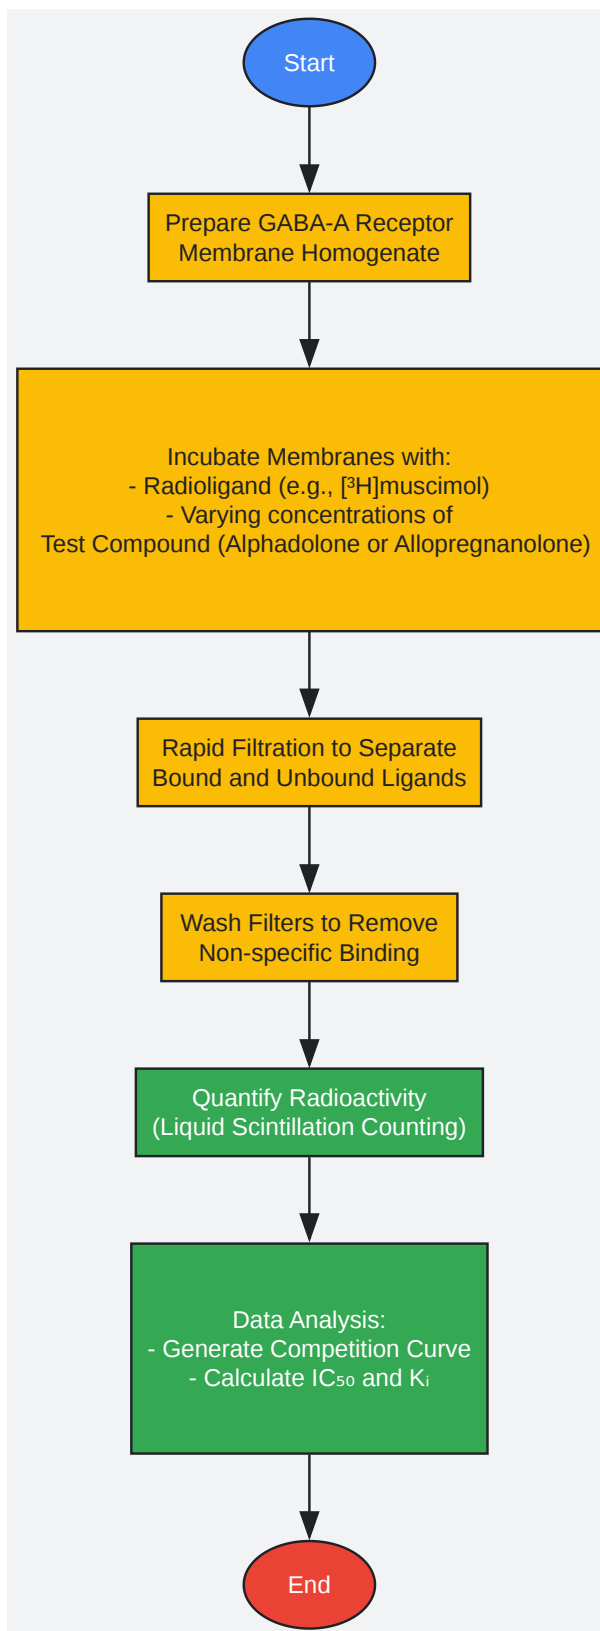 Start
Prepare GABA-A Receptor
Membrane Homogenate
Incubate Membranes with:
- Radioligand (e.g., [³H]muscimol)
- Varying concentrations of
Test Compound (Alphadolone or Allopregnanolone)
Rapid Filtration to Separate
Bound and Unbound Ligands
Wash Filters to Remove
Non-specific Binding
Quantify Radioactivity
(Liquid Scintillation Counting)
Data Analysis:
- Generate Competition Curve
- Calculate IC₅₀ and Kᵢ
End